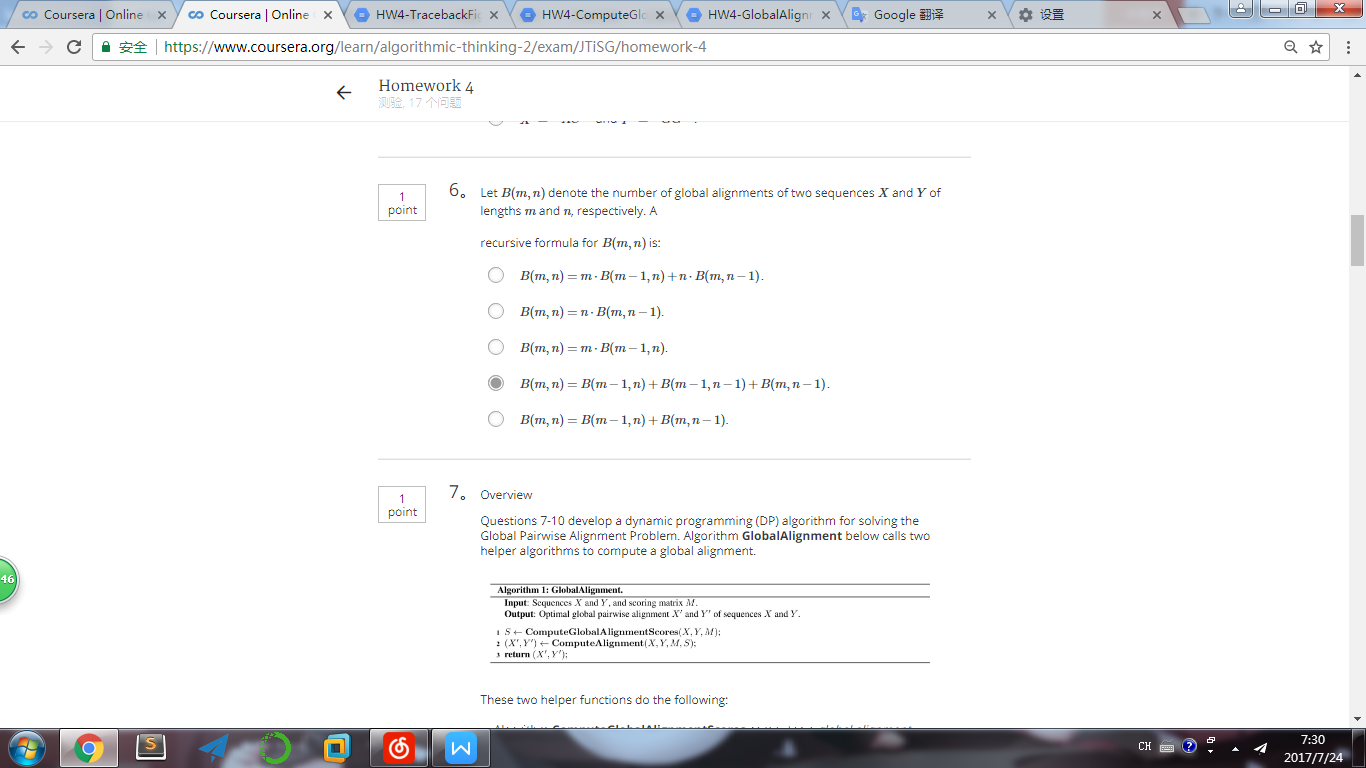 Coursera | Online
Coursera | Online
HW4-TracebackFi
HW4-ComputeGlo
HW4-GlobalAlignm
Google 翻译
设置
安全
https://www.coursera.org/learn/algorithmic-thinking-2/exam/JTiSG/homework-4
Homework 4
测验, 17 个问题
1
point
6。
Let B(m, n) denote the number of global alignments of two sequences X and Y of
lengths m and n, respectively. A
recursive formula for B(m, n) is:
B(m, n) = m · B(m − 1, n) + n · B(m, n − 1).
B(m, n) = n · B(m, n − 1).
B(m, n) = m · B(m − 1, n).
B(m, n) = B(m − 1, n) + B(m − 1, n − 1) + B(m, n − 1).
B(m, n) = B(m − 1, n) + B(m, n − 1).
1
point
7。
Overview
Questions 7-10 develop a dynamic programming (DP) algorithm for solving the
Global Pairwise Alignment Problem. Algorithm GlobalAlignment below calls two
helper algorithms to compute a global alignment.
Algorithm 1: GlobalAlignment.
Input: Sequences X and Y, and scoring matrix M.
Output: Optimal global pairwise alignment X′ and Y′ of sequences X and Y.
1 S ← ComputeGlobalAlignmentScores(X, Y, M);
2 (X′, Y′) ← ComputeAlignment(X, Y, M, S);
3 return (X′, Y′);
These two helper functions do the following:
46
CH
7:30
2017/7/24